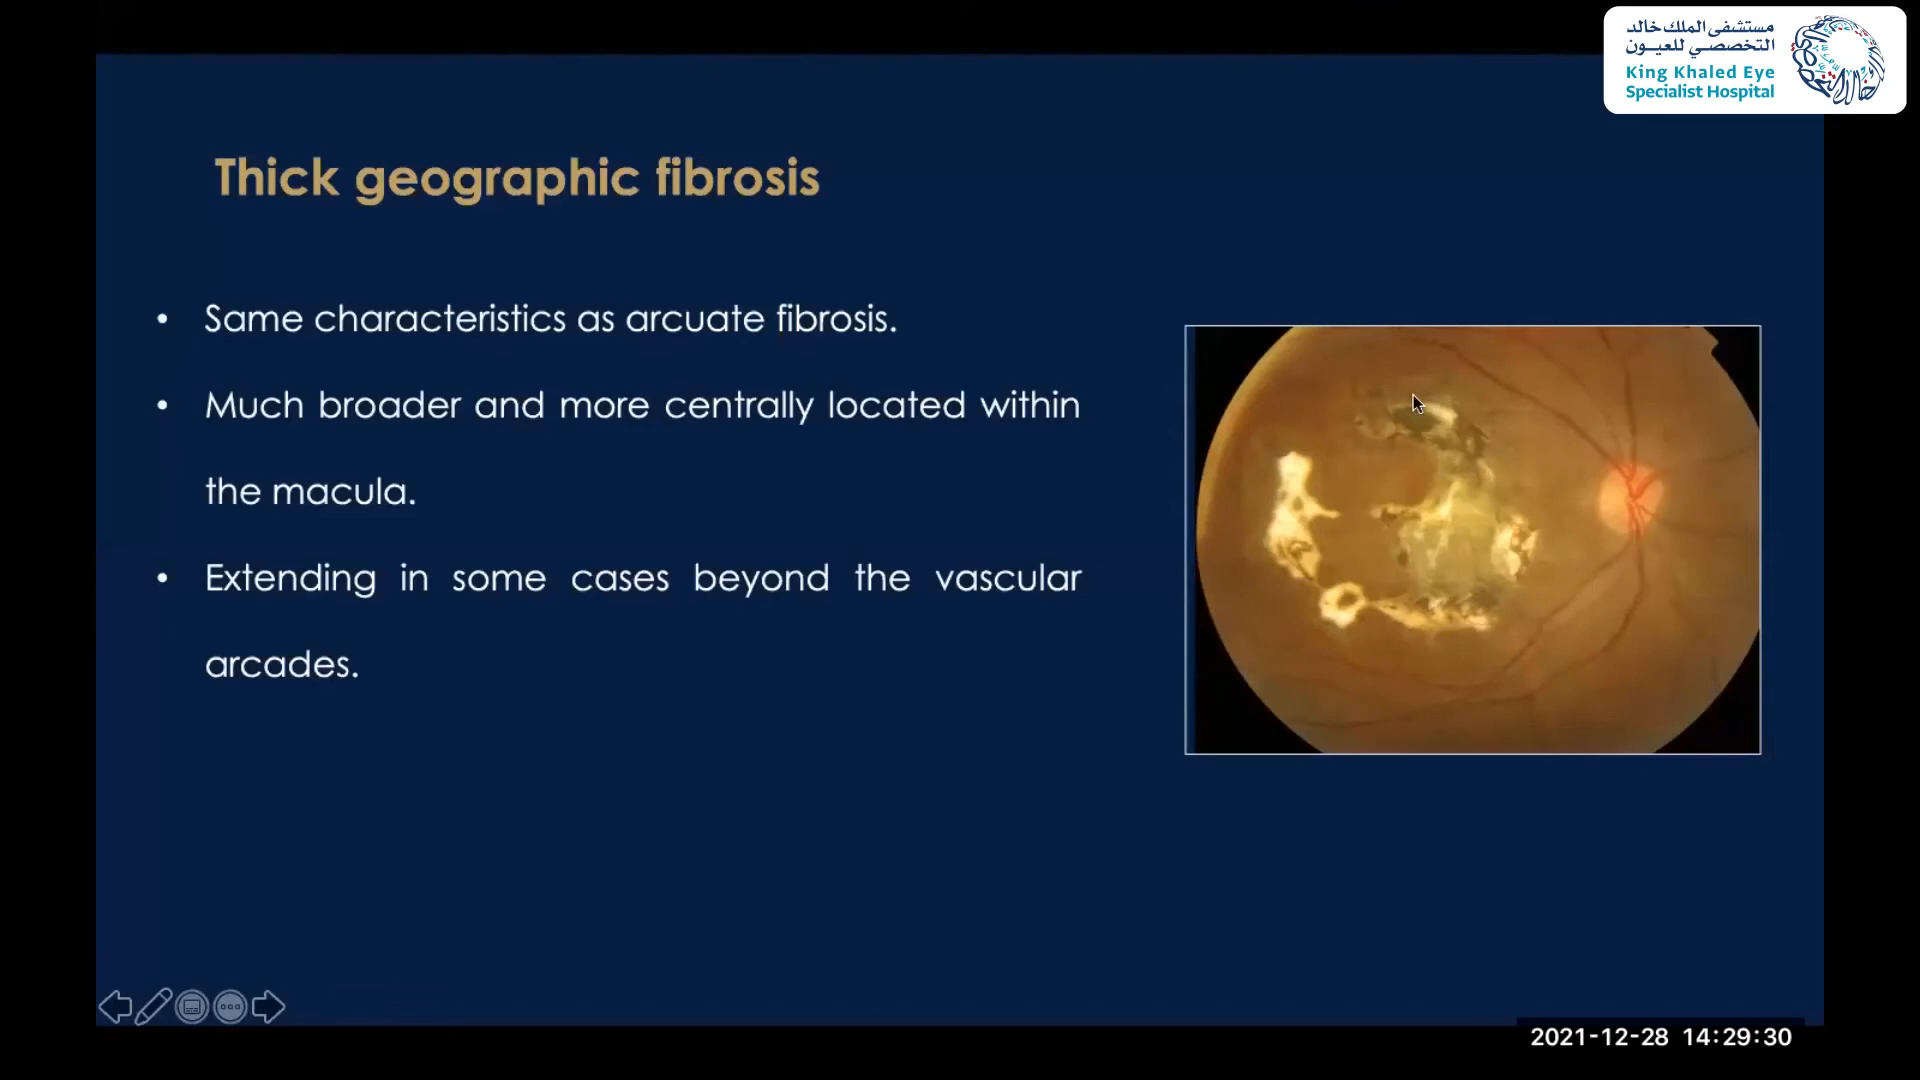 مستشفى الملك خالد
التخصصي للعيون
King Khaled Eye
Specialist Hospital
Thick geographic fibrosis
• Same characteristics as arcuate fibrosis.
• Much broader and more centrally located within
the macula.
• Extending in some cases beyond the vascular
arcades.
2021-12-28 14:29:30